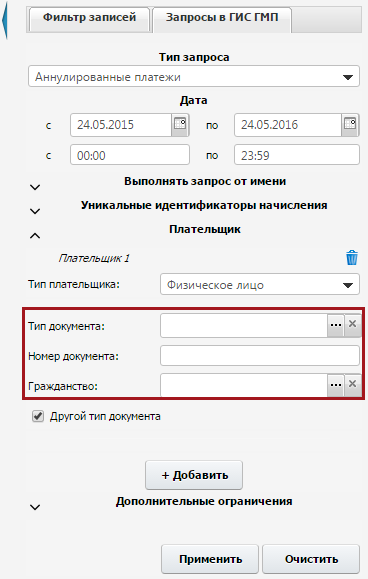 Фильтр записей Запросы в ГИС ГМП
Тип запроса
Аннулированные платежи
Дата
с 24.05.2015 по 24.05.2016
с 00:00 по 23:59
Выполнять запрос от имени
Уникальные идентификаторы начисления
Плательщик
Плательщик 1
Тип плательщика: Физическое лицо
Тип документа:
Номер документа:
Гражданство:
Другой тип документа
+ Добавить
Дополнительные ограничения
Применить Очистить